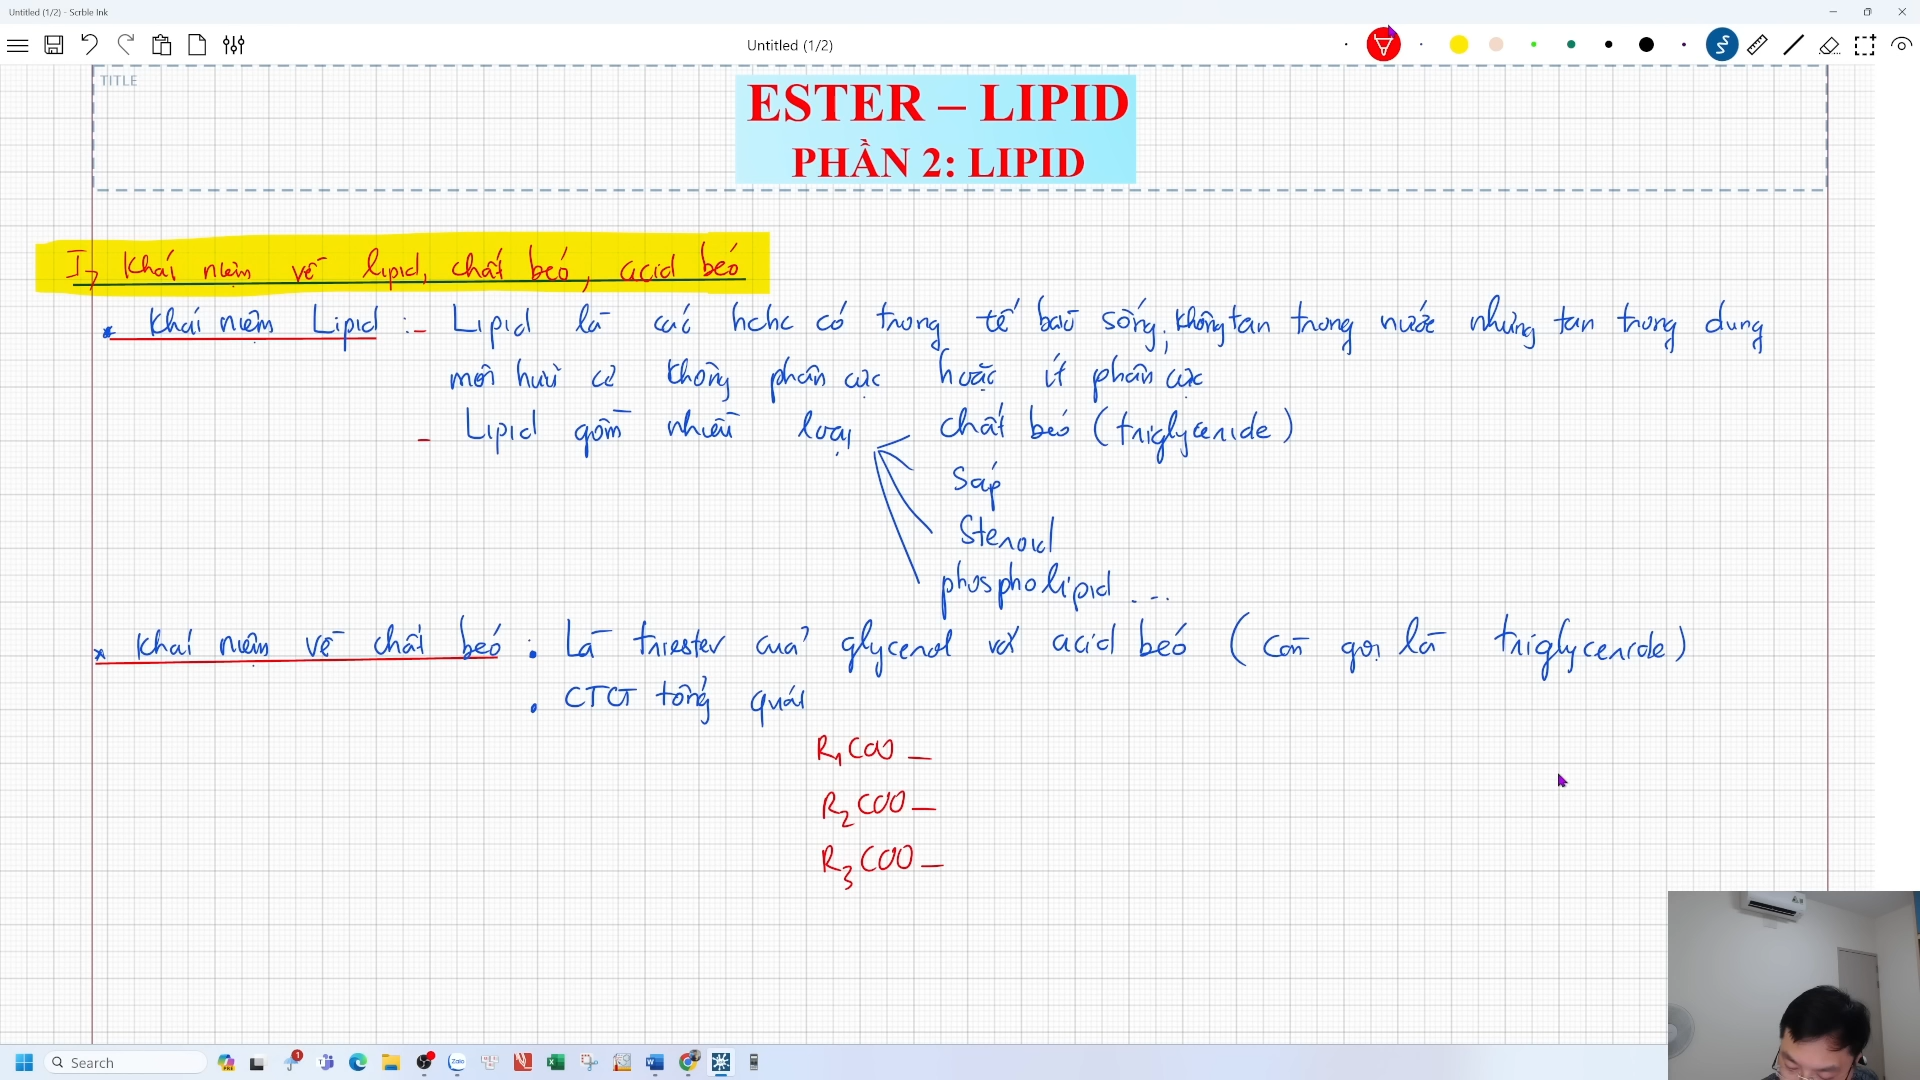 Untitled (1/2) - Scrble Ink
Untitled (1/2)
TITLE
ESTER – LIPID
PHẦN 2: LIPID
I, Khái niệm về lipid, chất béo, acid béo
* Khái niệm Lipid : - Lipid là các hchc có trong tế bào sống, không tan trong nước nhưng tan trong dung
môi hữu cơ không phân cực hoặc ít phân cực
- Lipid gồm nhiều loại chất béo (triglyceride)
Sáp
Steroid
phospholipid ...
* Khái niệm về chất béo : Là triester của glycerol với acid béo (còn gọi là triglyceride)
• CTCT tổng quát
R1COO –
R2COO –
R3COO –
Search